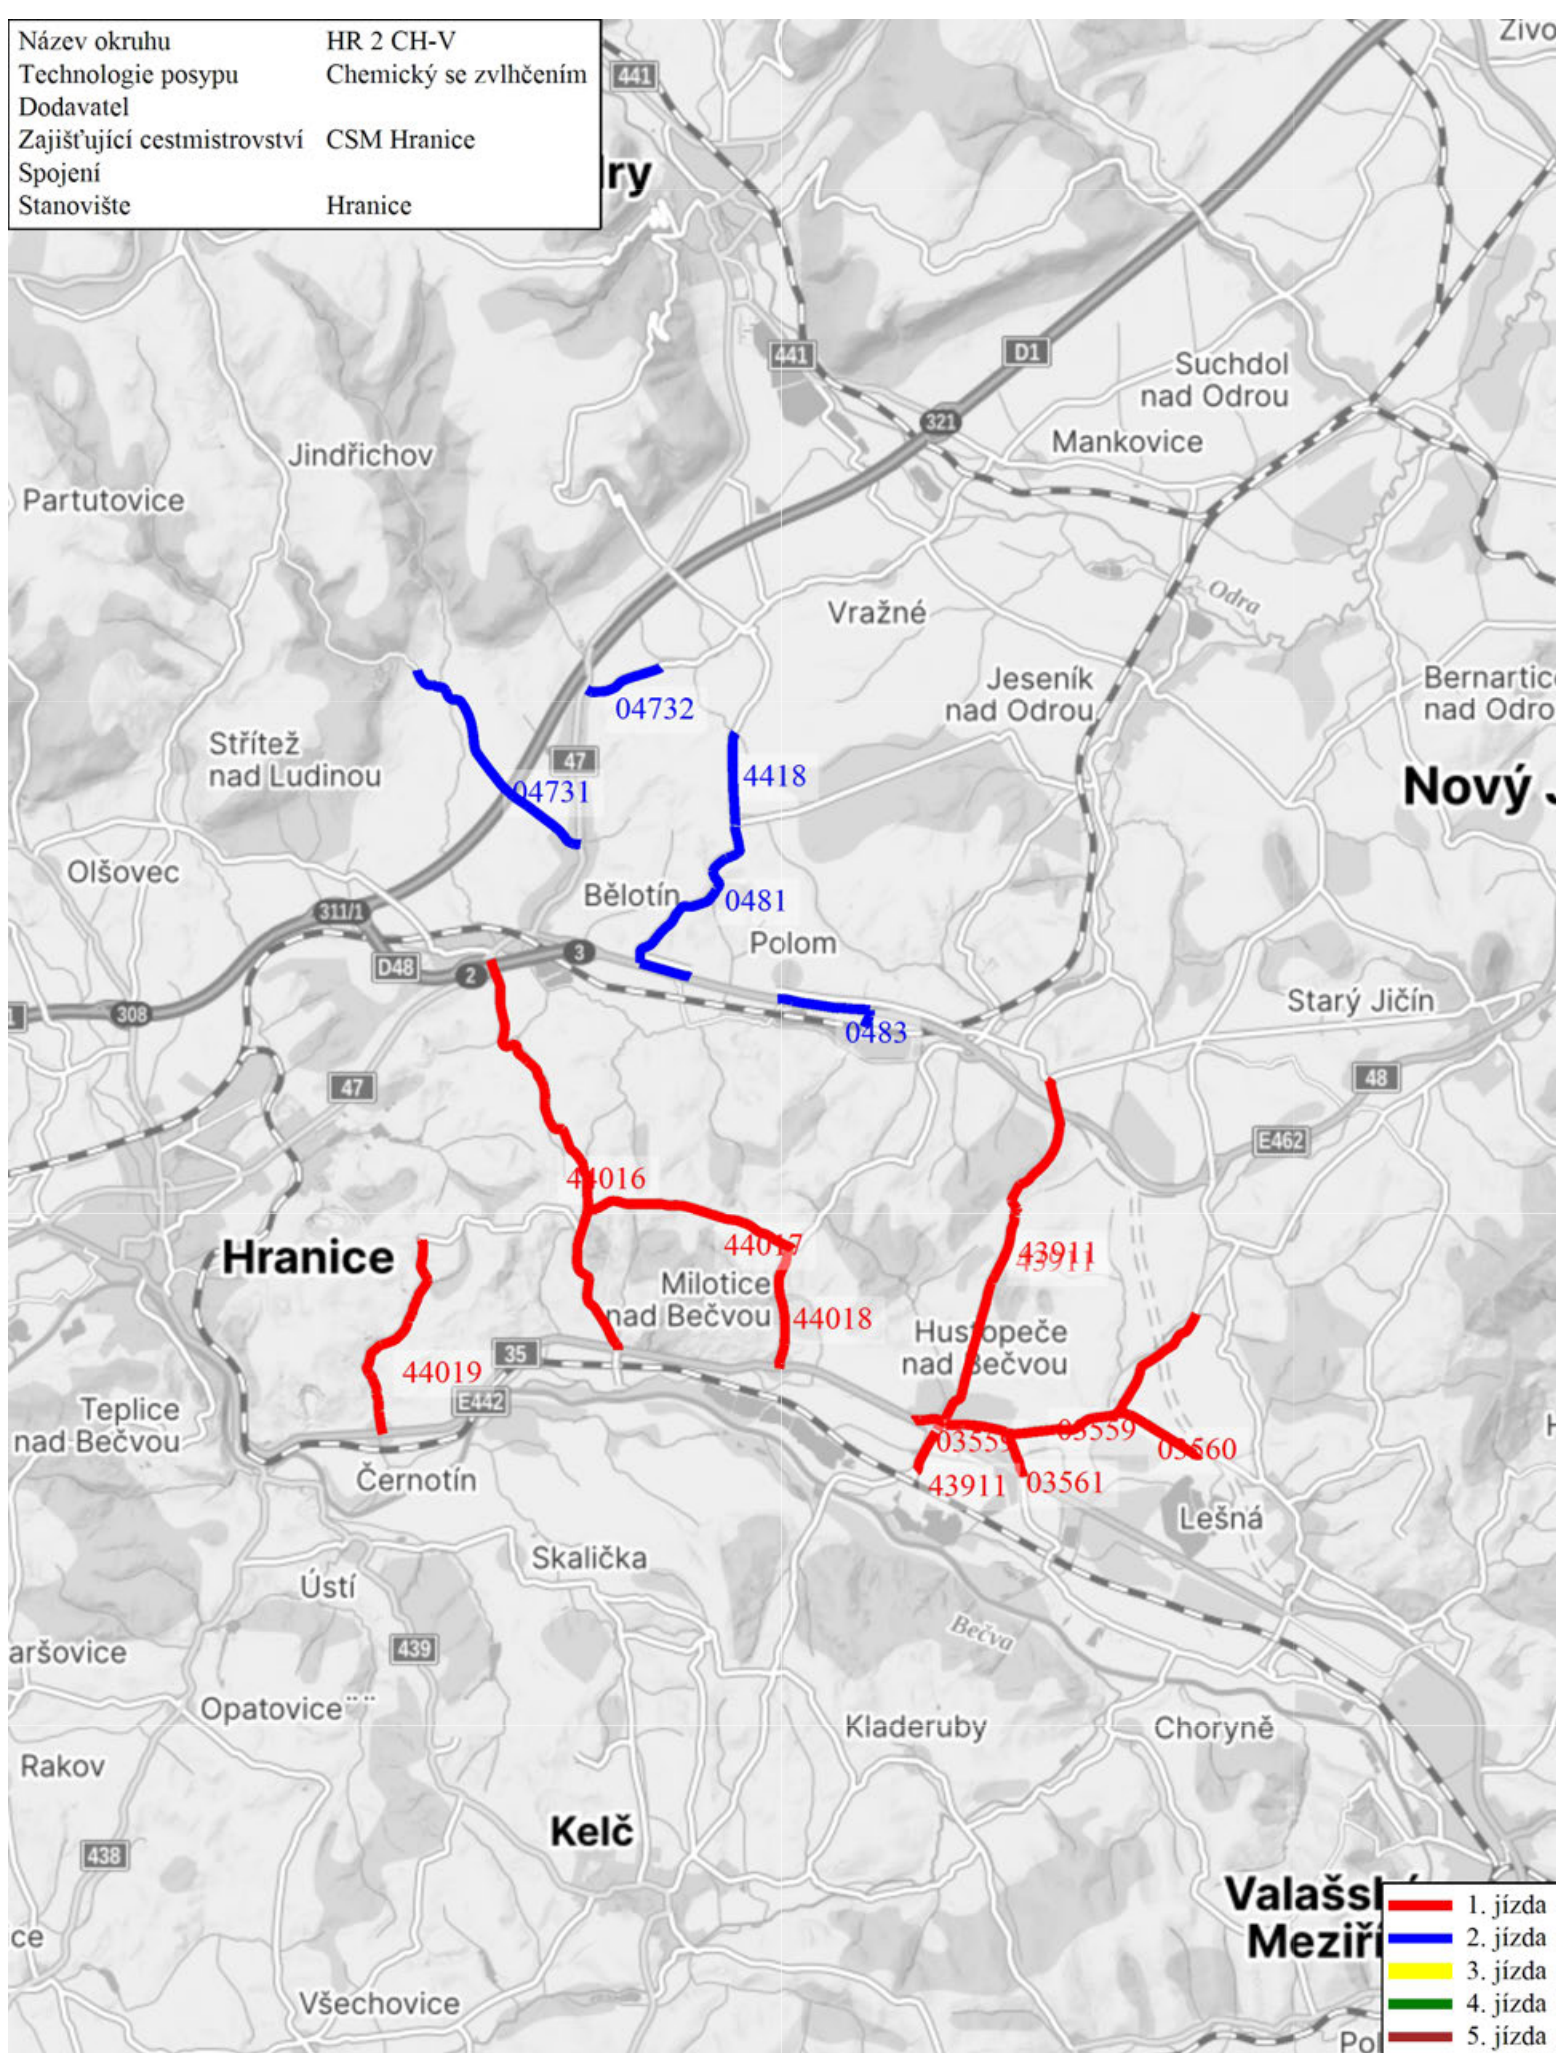 Název okruhu HR 2 CH-V
Technologie posypu Chemický se zvlhčením
Dodavatel
Zajišťující cestmistrovství CSM Hranice
Spojení
Stanoviště Hranice
441
441
D1
321
Suchdol
nad Odrou
Mankovice
Jindřichov
Partutovice
Odra
Vražné
Jeseník
nad Odrou
04732
Střítež
nad Ludinou
47
4418
04731
Olšovec
Bělotín
0481
311/1
Polom
D48
2
3
308
Starý Jičín
0483
47
48
E462
44016
Hranice
44017
43911
43911
Milotice
nad Bečvou
44018
Hustopeče
nad Bečvou
35
44019
E442
Teplice
nad Bečvou
03559
03559
03560
43911
03561
Černotín
Lešná
Skalička
Ústí
Bečva
439
Opatovice
Kladeruby
Choryně
Rakov
Kelč
438
Všechovice
1. jízda
2. jízda
3. jízda
4. jízda
5. jízda